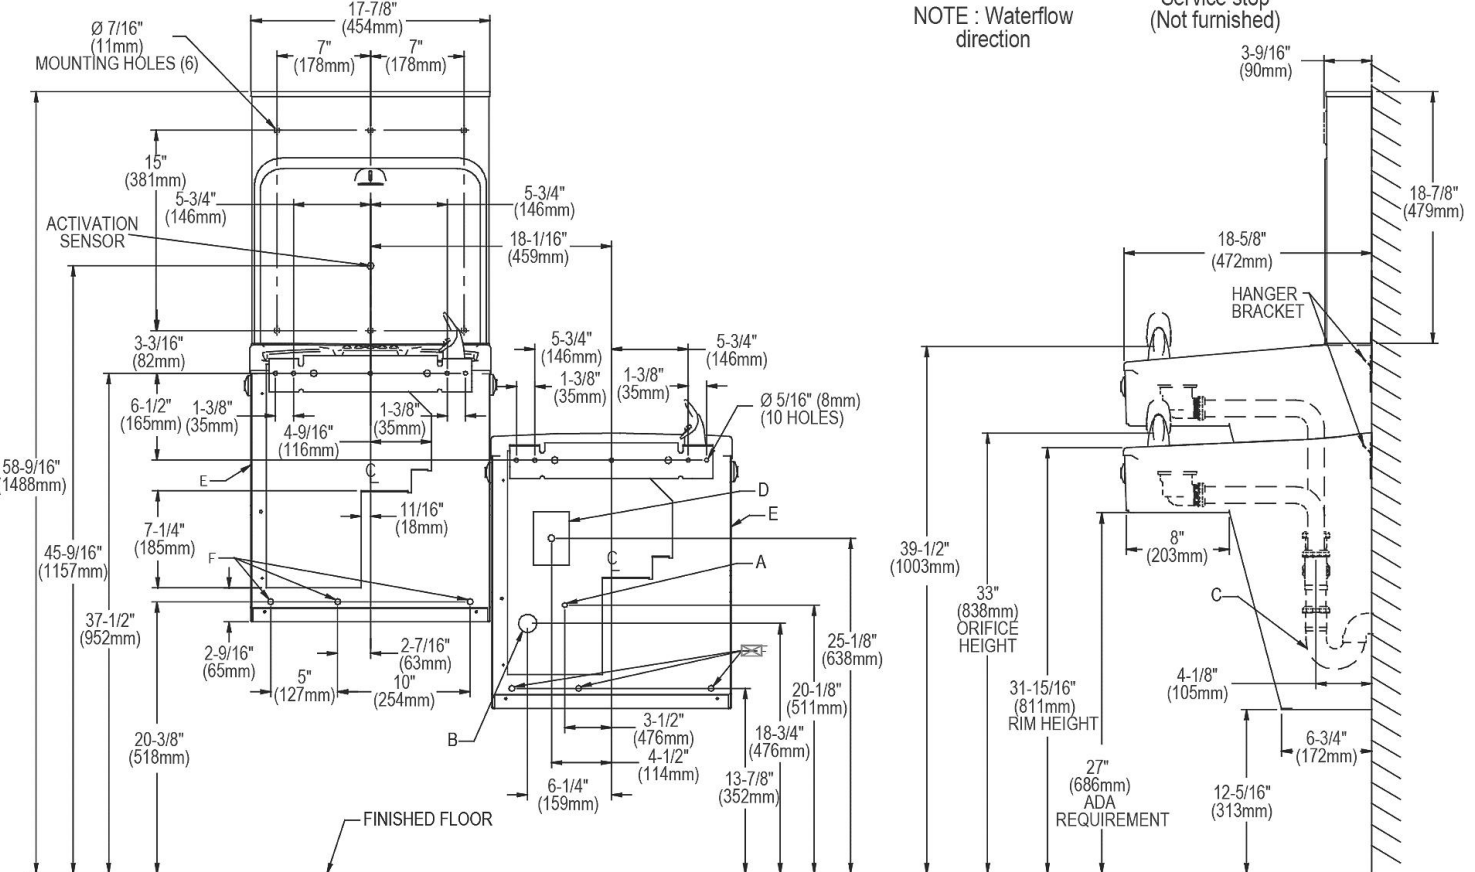 NOTE : Waterflow
direction
Service stop
(Not furnished)
17-7/8"
(454mm)
Ø 7/16"
(11mm)
MOUNTING HOLES (6)
7"
(178mm)
7"
(178mm)
3-9/16"
(90mm)
15"
(381mm)
5-3/4"
(146mm)
5-3/4"
(146mm)
18-7/8"
(479mm)
ACTIVATION
SENSOR
18-1/16"
(459mm)
18-5/8"
(472mm)
HANGER
BRACKET
3-3/16"
(82mm)
5-3/4"
(146mm)
5-3/4"
(146mm)
1-3/8"
(35mm)
1-3/8"
(35mm)
6-1/2"
(165mm)
1-3/8"
(35mm)
1-3/8"
(35mm)
Ø 5/16" (8mm)
(10 HOLES)
4-9/16"
(116mm)
58-9/16"
(1488mm)
E
C
L
D
E
11/16"
(18mm)
7-1/4"
(185mm)
45-9/16"
(1157mm)
F
C
L
A
39-1/2"
(1003mm)
8"
(203mm)
33"
(838mm)
ORIFICE
HEIGHT
C
37-1/2"
(952mm)
2-9/16"
(65mm)
2-7/16"
(63mm)
25-1/8"
(638mm)
5"
(127mm)
10"
(254mm)
F
20-1/8"
(511mm)
31-15/16"
(811mm)
RIM HEIGHT
4-1/8"
(105mm)
B
3-1/2"
(476mm)
18-3/4"
(476mm)
20-3/8"
(518mm)
4-1/2"
(114mm)
6-3/4"
(172mm)
6-1/4"
(159mm)
13-7/8"
(352mm)
27"
(686mm)
ADA
REQUIREMENT
12-5/16"
(313mm)
FINISHED FLOOR